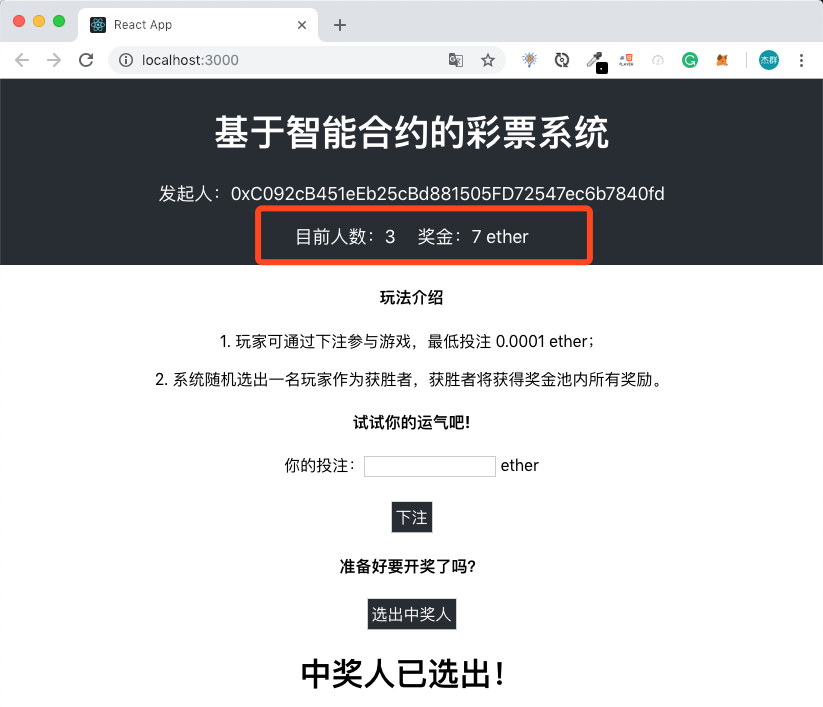 React App
localhost:3000
杰群
基于智能合约的彩票系统
发起人：0xC092cB451eEb25cBd881505FD72547ec6b7840fd
目前人数：3 奖金：7 ether
玩法介绍
1. 玩家可通过下注参与游戏，最低投注 0.0001 ether；
2. 系统随机选出一名玩家作为获胜者，获胜者将获得奖金池内所有奖励。
试试你的运气吧!
你的投注： ether
下注
准备好要开奖了吗?
选出中奖人
中奖人已选出！